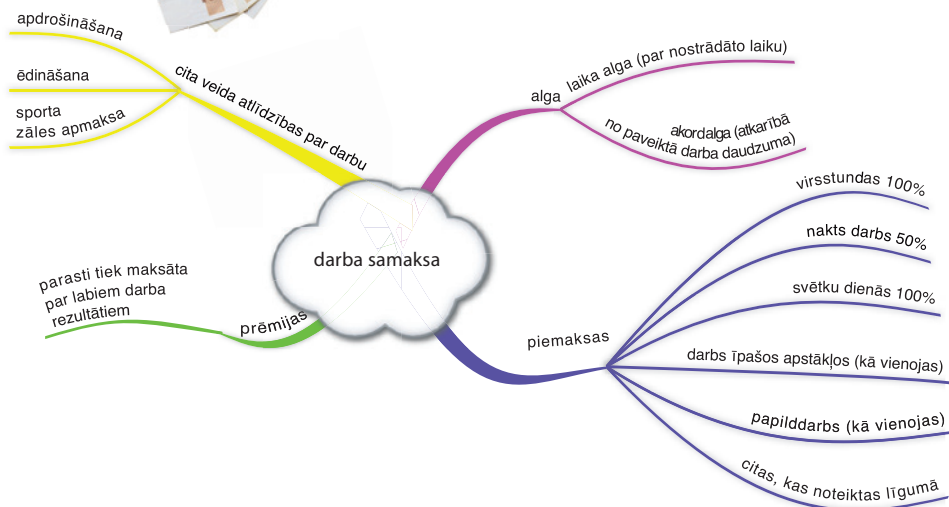 apdrošināšana
ēdināšana
sporta
zāles apmaksa
cita veida atlīdzības par darbu
alga
laika alga (par nostrādāto laiku)
akordalga (atkarībā
no paveiktā darba daudzuma)
darba samaksa
parasti tiek maksāta
par labiem darba
rezultātiem
prēmijas
piemaksas
virsstundas 100%
nakts darbs 50%
svētku dienās 100%
darbs īpašos apstākļos (kā vienojas)
papilddarbs (kā vienojas)
citas, kas noteiktas līgumā